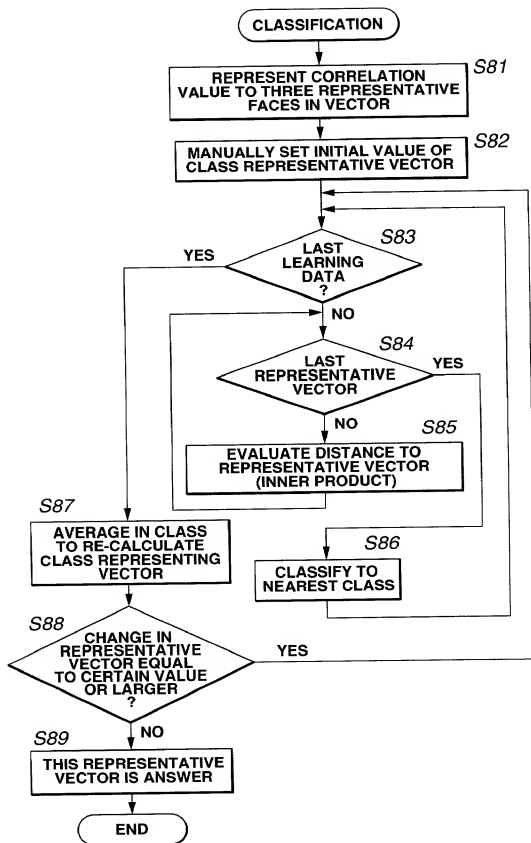 CLASSIFICATION
S81
REPRESENT CORRELATION
VALUE TO THREE REPRESENTATIVE
FACES IN VECTOR
S82
MANUALLY SET INITIAL VALUE OF
CLASS REPRESENTATIVE VECTOR
S83
YES
LAST
LEARNING
DATA
?
NO
S84
LAST
REPRESENTATIVE
VECTOR
YES
NO
S85
EVALUATE DISTANCE TO
REPRESENTATIVE VECTOR
(INNER PRODUCT)
S86
CLASSIFY TO
NEAREST CLASS
S87
AVERAGE IN CLASS
TO RE-CALCULATE
CLASS REPRESENTING
VECTOR
S88
CHANGE IN
REPRESENTATIVE
VECTOR EQUAL
TO CERTAIN VALUE
OR LARGER
?
YES
NO
S89
THIS REPRESENTATIVE
VECTOR IS ANSWER
END